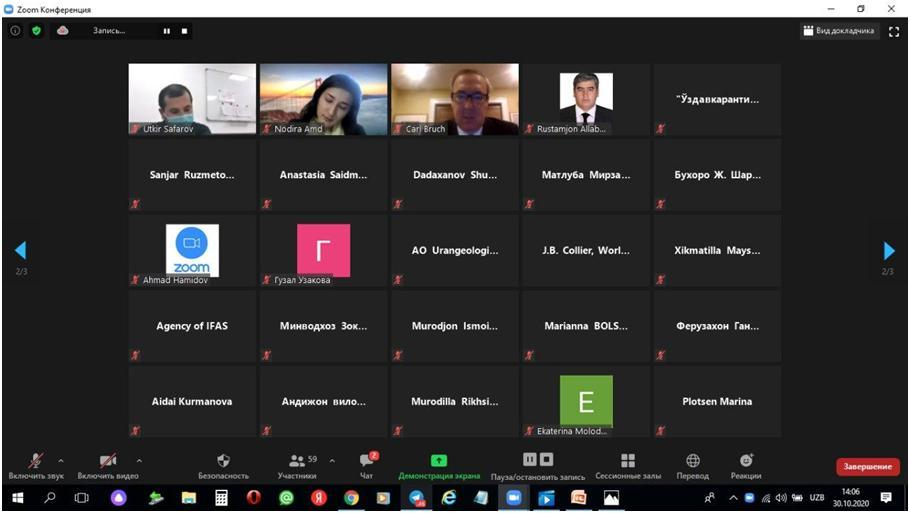 Zoom Конференция
Запись...
Вид докладчика
Utkir Safarov
Nodira Amd
Carl Bruch
Rustamjon Allab...
"Ўздавкаранти...
Sanjar Ruzmeto...
Anastasia Saidm...
Dadaxanov Shu...
Матлуба Мирза...
Бухоро Ж. Шар...
zoom
Ahmad Hamidov
Г
Гузал Узакова
АО Urangeologi...
J.B. Collier, Worl...
Xikmatilla Mays...
2/3
2/3
Agency of IFAS
Минводхоз Зок...
Murodjon Ismoi...
Marianna BOLS...
Ферузахон Ган...
Aidai Kurmanova
Андижон вило...
Murodilla Rikhsi...
E
Ekaterina Molod...
Plotsen Marina
Включить звук
Включить видео
Безопасность
59
Участники
2
Чат
Демонстрация экрана
Пауза/остановить запись
Сессионные залы
Перевод
Реакции
Завершение
UZB
14:06
30.10.2020